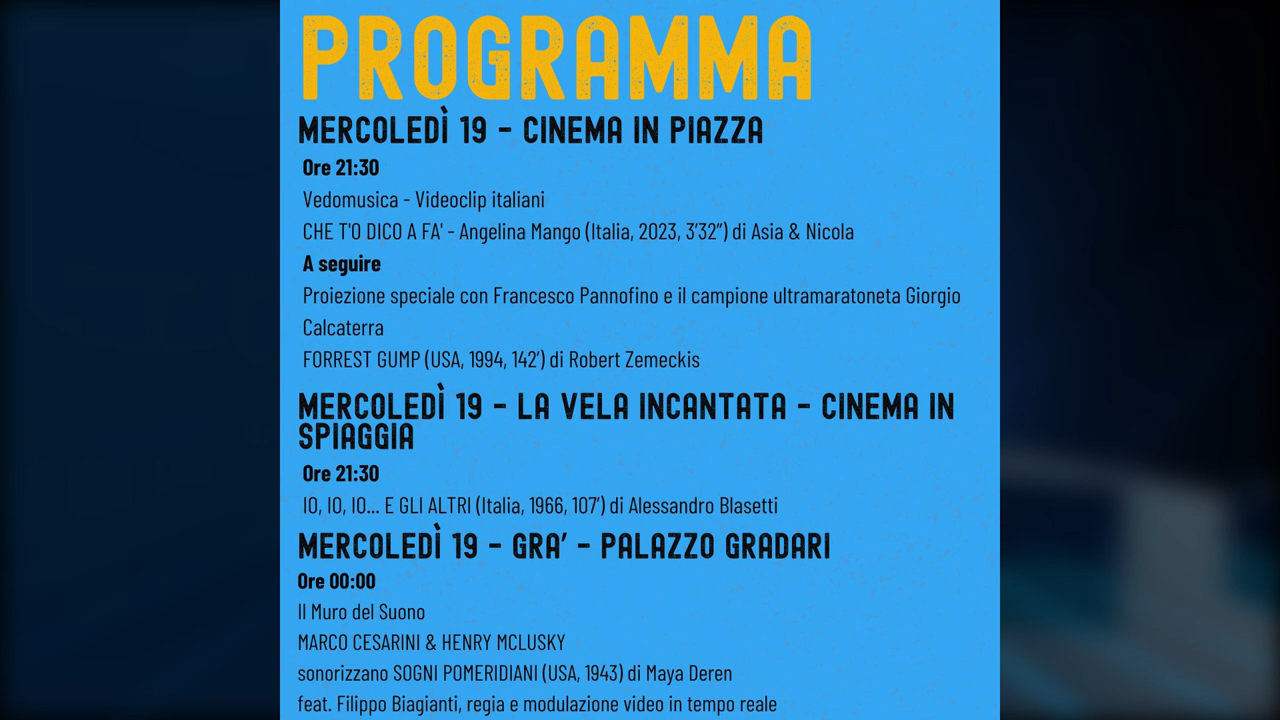 PROGRAMMA
MERCOLEDÌ 19 - CINEMA IN PIAZZA
Ore 21:30
Vedomusica - Videoclip italiani
CHE T'O DICO A FA' - Angelina Mango (Italia, 2023, 3'32”) di Asia & Nicola
A seguire
Proiezione speciale con Francesco Pannofino e il campione ultramaratoneta Giorgio
Calcaterra
FORREST GUMP (USA, 1994, 142’) di Robert Zemeckis
MERCOLEDÌ 19 - LA VELA INCANTATA - CINEMA IN
SPIAGGIA
Ore 21:30
IO, IO, IO... E GLI ALTRI (Italia, 1966, 107’) di Alessandro Blasetti
MERCOLEDÌ 19 - GRA’ - PALAZZO GRADARI
Ore 00:00
Il Muro del Suono
MARCO CESARINI & HENRY MCLUSKY
sonorizzano SOGNI POMERIDIANI (USA, 1943) di Maya Deren
feat. Filippo Biagianti, regia e modulazione video in tempo reale